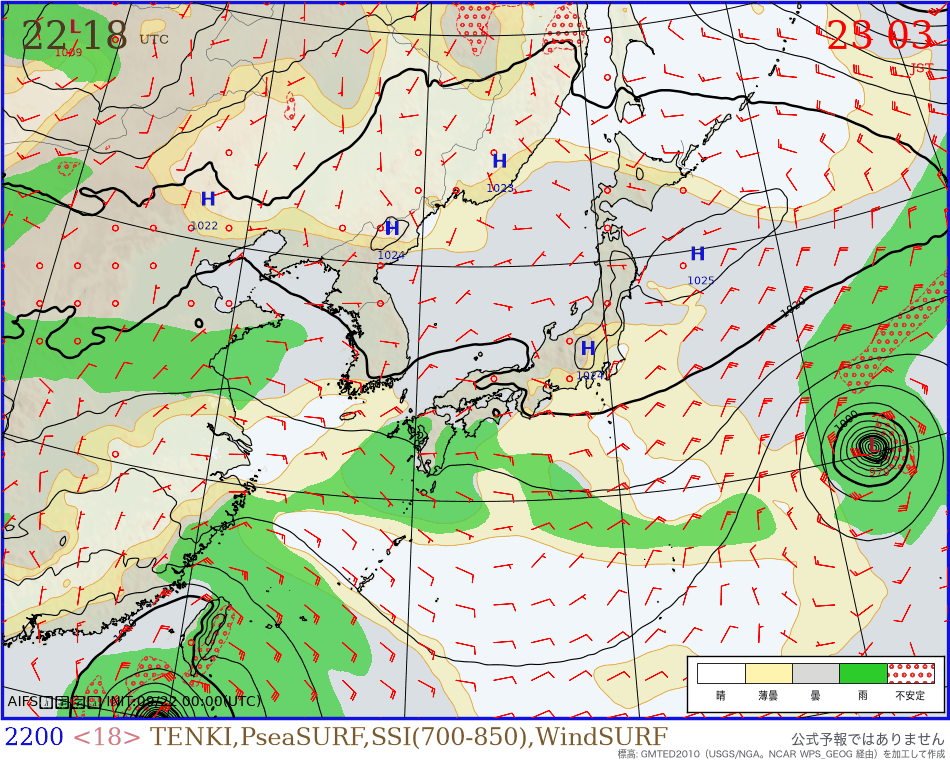 22 18 UTC
L
1009
23 03
JST
H
1023
H
1022
H
1024
H
1025
1020
H
1024
1000
AIFS INIT:09/22 00:00(UTC)
晴 薄曇 曇 雨 不安定
2200 <18> TENKI,PseaSURF,SSI(700-850),WindSURF
公式予報ではありません
標高: GMTED2010（USGS/NGA。NCAR WPS_GEOG 経由）を加工して作成